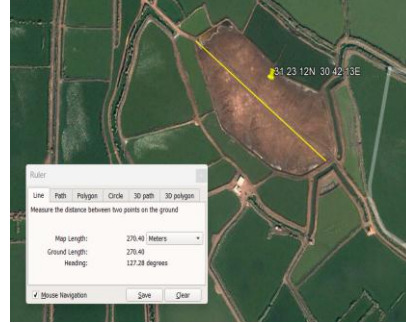 31 23 12N 30 42 13E
Ruler
Line Path Polygon Circle 3D path 3D polygon
Measure the distance between two points on the ground
Map Length: 270.40 Meters
Ground Length: 270.40
Heading: 127.28 degrees
Mouse Navigation Save Clear